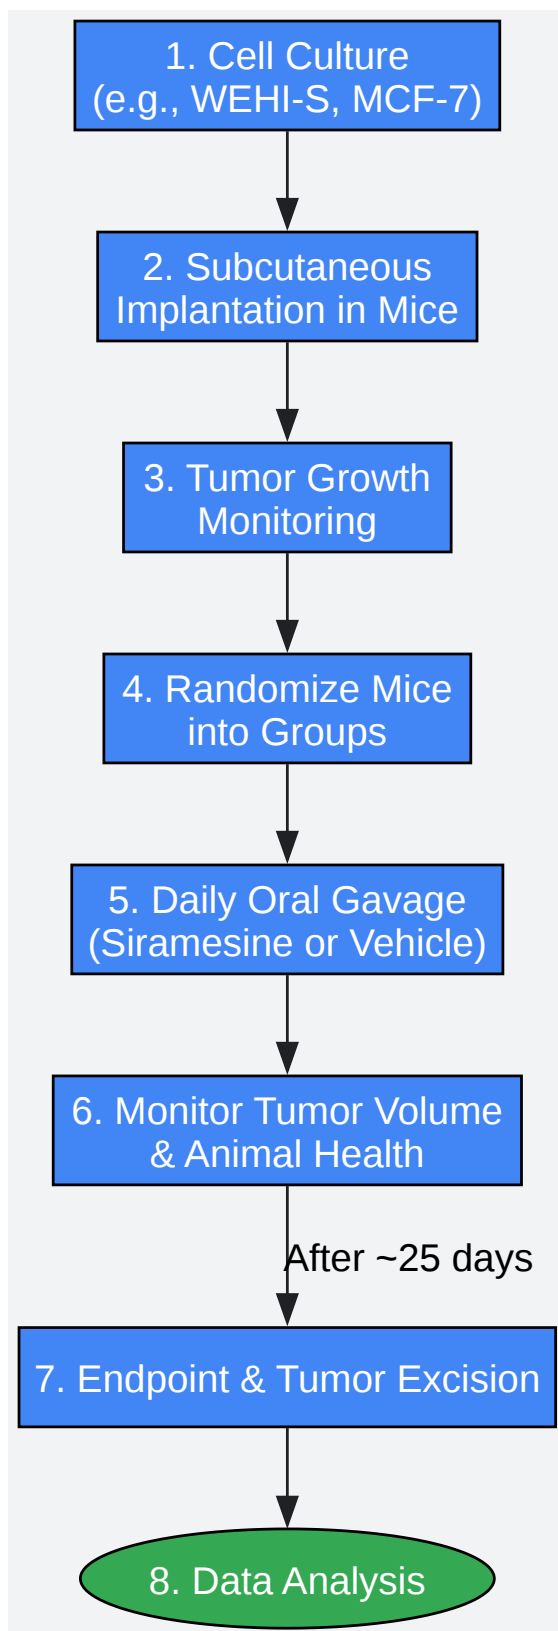 1. Cell Culture
(e.g., WEHI-S, MCF-7)
2. Subcutaneous
Implantation in Mice
3. Tumor Growth
Monitoring
4. Randomize Mice
into Groups
5. Daily Oral Gavage
(Siramesine or Vehicle)
6. Monitor Tumor Volume
& Animal Health
After ~25 days
7. Endpoint & Tumor Excision
8. Data Analysis